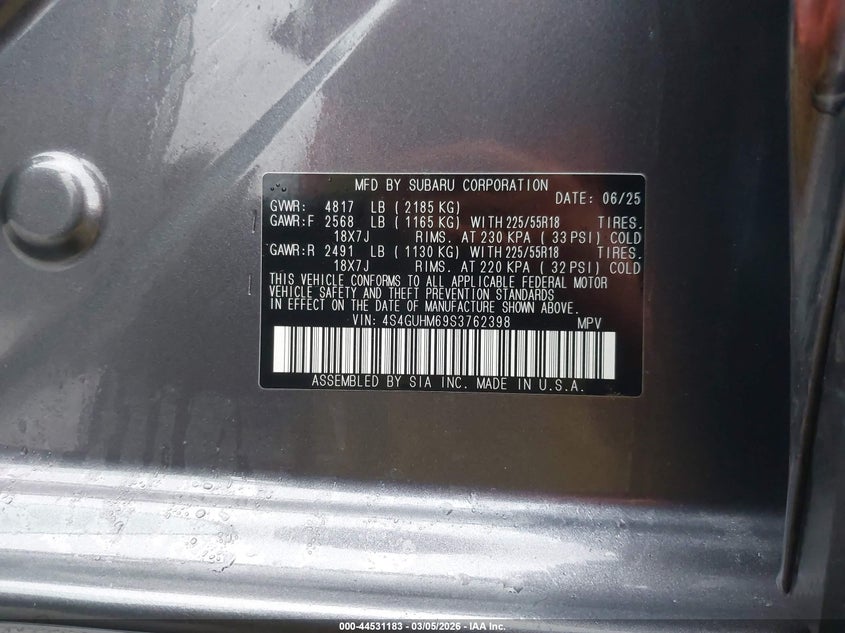 MFD BY SUBARU CORPORATION
DATE: 06/25
GVWR: 4817 LB ( 2185 KG)
GAWR:F 2568 LB ( 1165 KG) WITH 225/55R18 TIRES.
18X7J RIMS. AT 230 KPA ( 33 PSI) COLD
GAWR:R 2491 LB ( 1130 KG) WITH 225/55R18 TIRES.
18X7J RIMS. AT 220 KPA ( 32 PSI) COLD
THIS VEHICLE CONFORMS TO ALL APPLICABLE FEDERAL MOTOR
VEHICLE SAFETY AND THEFT PREVENTION STANDARDS
IN EFFECT ON THE DATE OF MANUFACTURE SHOWN ABOVE.
VIN: 4S4GUHM69S3762398 MPV
ASSEMBLED BY SIA INC. MADE IN U.S.A.
000-44531183 - 03/05/2026 - IAA Inc.